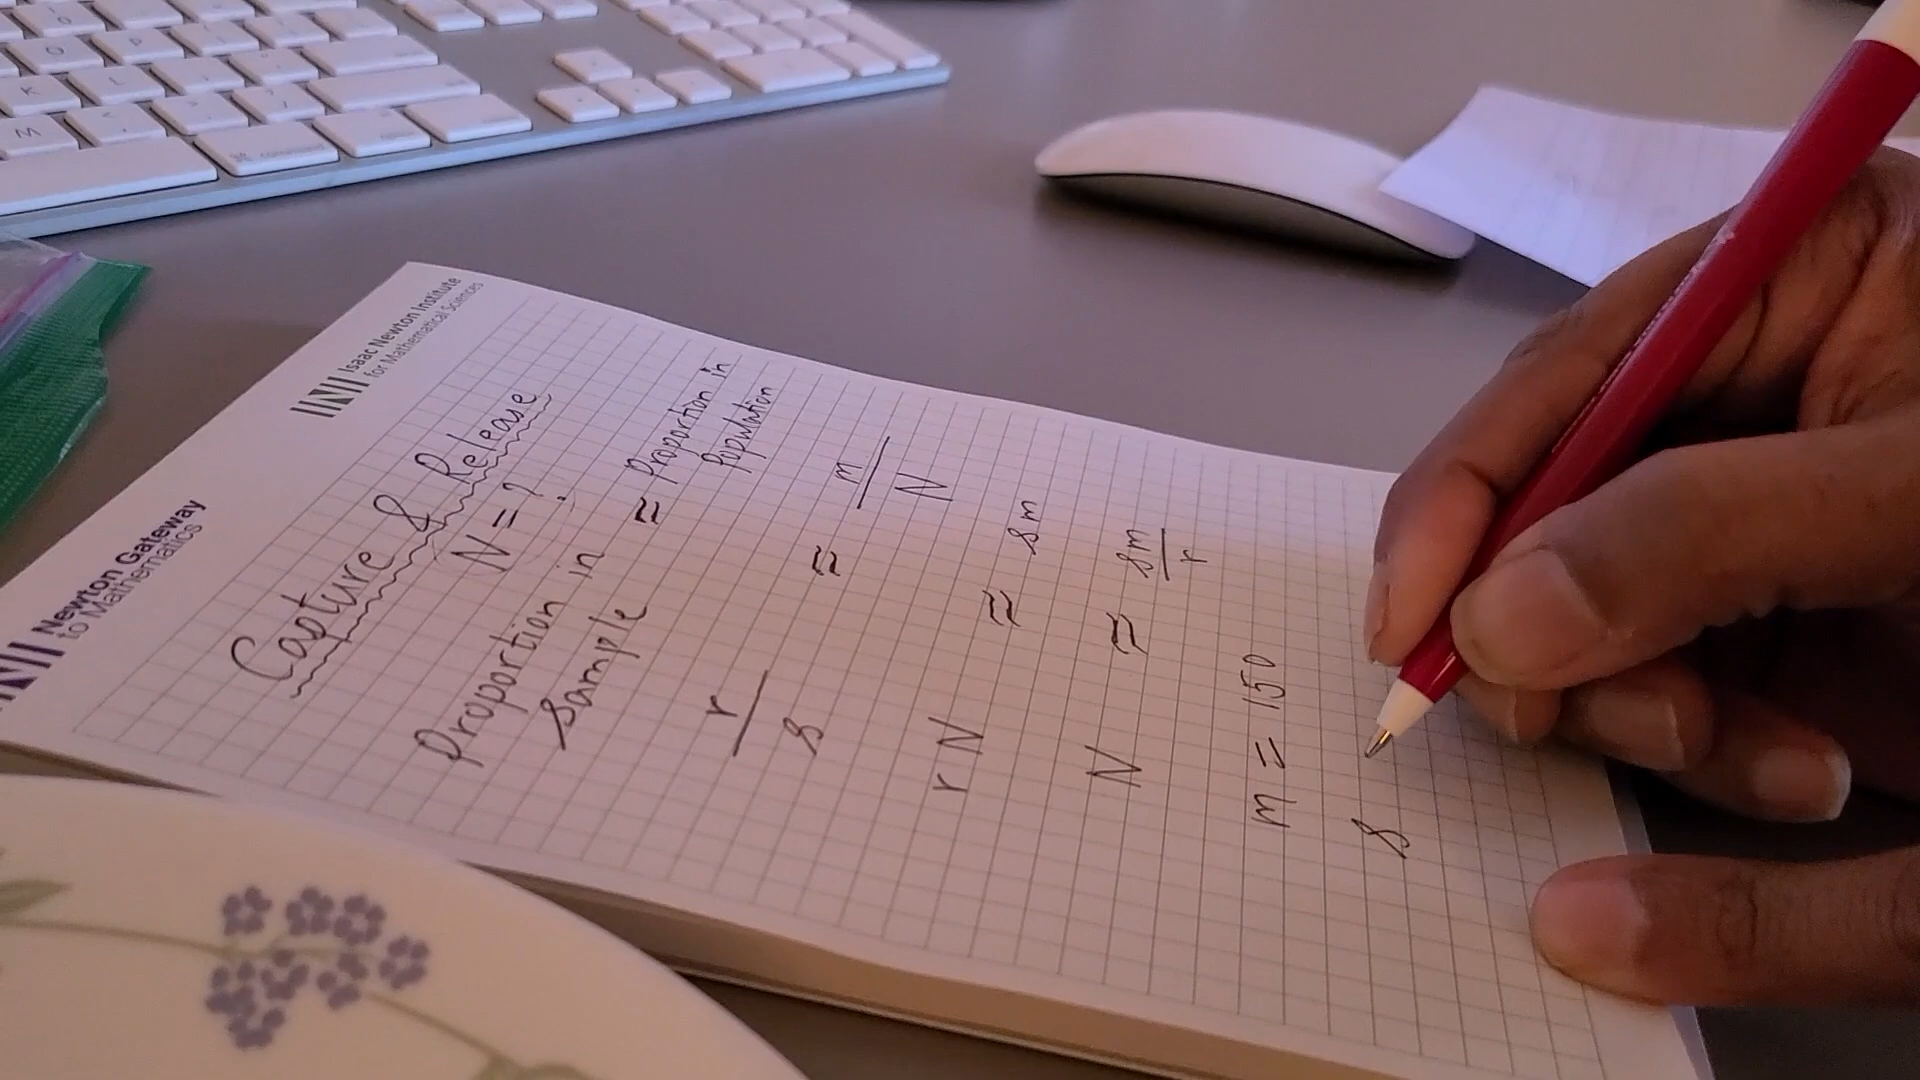 Newton Gateway
to Mathematics
Isaac Newton Institute
for Mathematical Sciences
Capture & Release
N = ?
Proportion in sample ≈ Proportion in population
r/s ≈ m/N
rN ≈ sm
N ≈ sm/r
m = 150
s
command
M
K
L
O
P